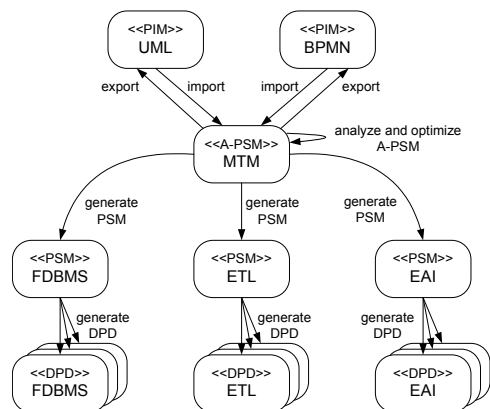 <<PIM>>
UML
<<PIM>>
BPMN
export
import
import
export
<<A-PSM>>
MTM
analyze and optimize
A-PSM
generate
PSM
generate
PSM
generate
PSM
<<PSM>>
FDBMS
<<PSM>>
ETL
<<PSM>>
EAI
generate
DPD
generate
DPD
generate
DPD
<<DPD>>
FDBMS
<<DPD>>
ETL
<<DPD>>
EAI